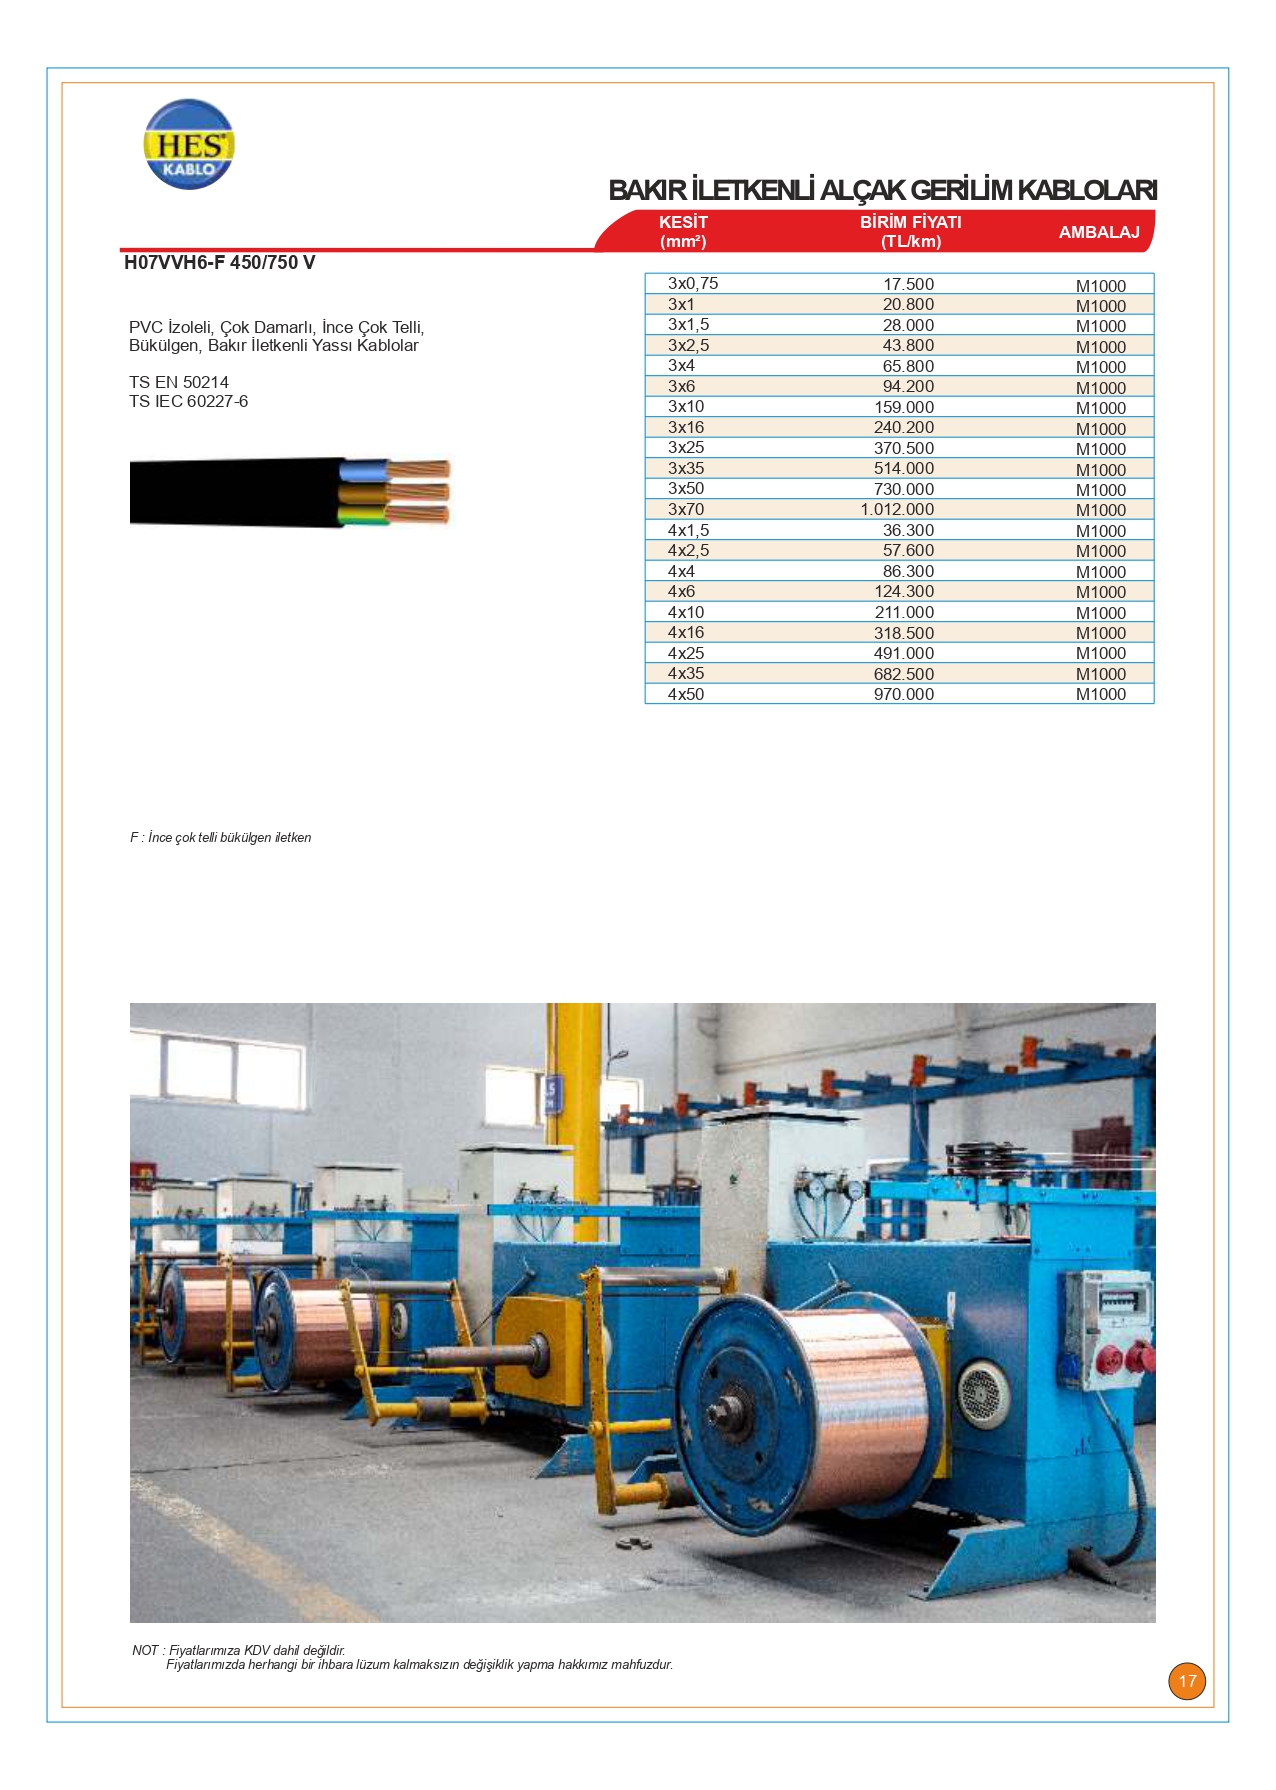 HES
KABLO
BAKIR İLETKENLİ ALÇAK GERİLİM KABLOLARI
KESİT (mm²) BİRİM FİYATI (TL/km) AMBALAJ
H07VVH6-F 450/750 V
PVC İzoleli, Çok Damarlı, İnce Çok Telli,
Bükülgen, Bakır İletkenli Yassı Kablolar
TS EN 50214
TS IEC 60227-6
3x0,75 17.500 M1000
3x1 20.800 M1000
3x1,5 28.000 M1000
3x2,5 43.800 M1000
3x4 65.800 M1000
3x6 94.200 M1000
3x10 159.000 M1000
3x16 240.200 M1000
3x25 370.500 M1000
3x35 514.000 M1000
3x50 730.000 M1000
3x70 1.012.000 M1000
4x1,5 36.300 M1000
4x2,5 57.600 M1000
4x4 86.300 M1000
4x6 124.300 M1000
4x10 211.000 M1000
4x16 318.500 M1000
4x25 491.000 M1000
4x35 682.500 M1000
4x50 970.000 M1000
F : İnce çok telli bükülgen iletken
NOT : Fiyatlarımıza KDV dahil değildir.
Fiyatlarımızda herhangi bir ihbara lüzum kalmaksızın değişiklik yapma hakkımız mahfuzdur.
17